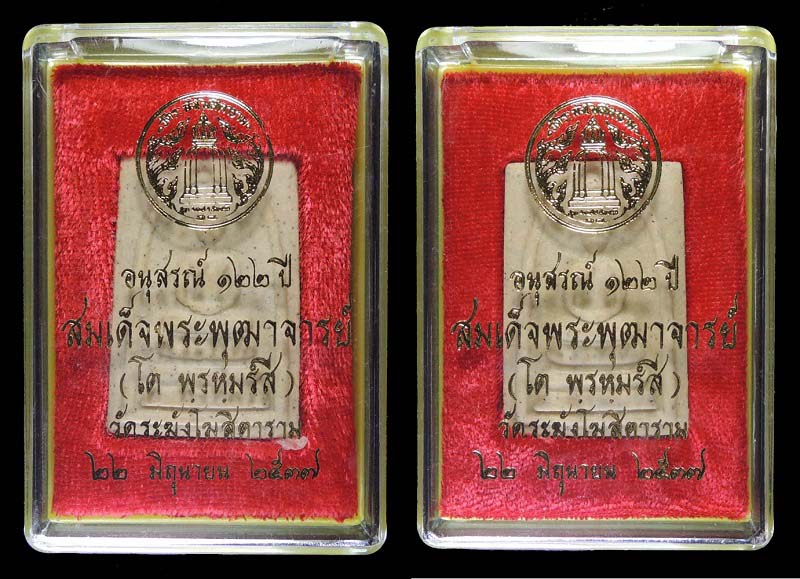 อนุสรณ์ ๑๒๒ ปี
สมเด็จพระพุฒาจารย์
(โต พฺรหฺมรํสี)
วัดระฆังโฆสิตาราม
๒๒ มิถุนายน ๒๕๓๗
อนุสรณ์ ๑๒๒ ปี
สมเด็จพระพุฒาจารย์
(โต พฺรหฺมรํสี)
วัดระฆังโฆสิตาราม
๒๒ มิถุนายน ๒๕๓๗